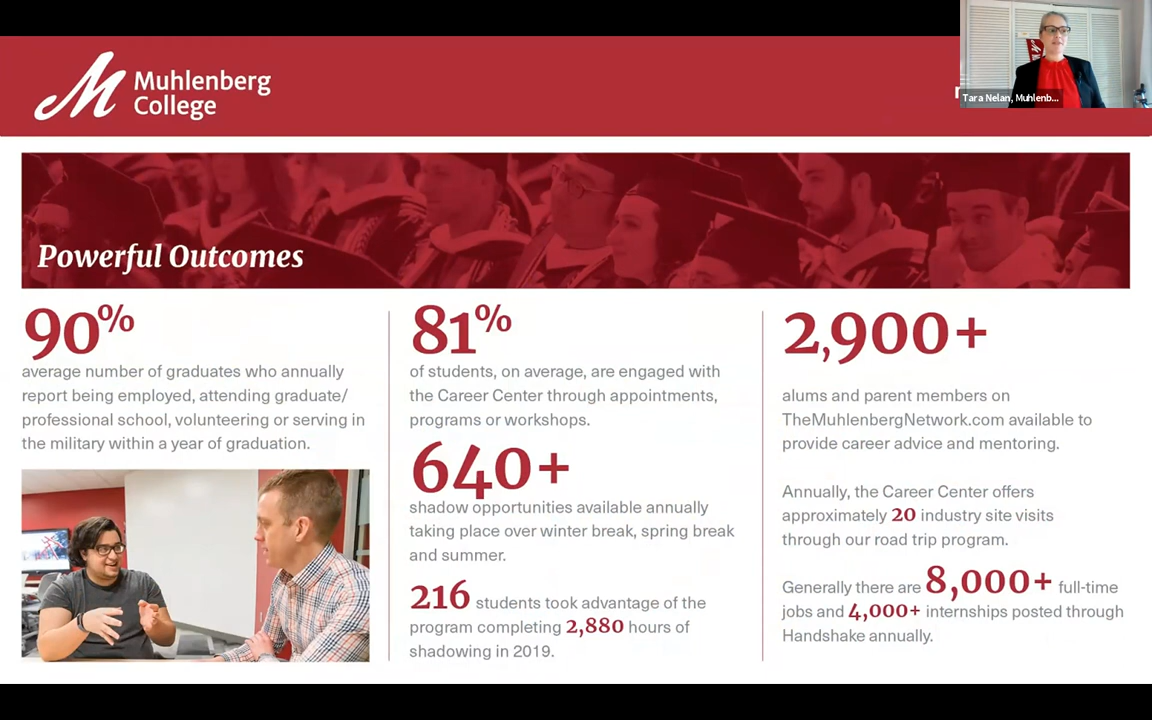 Muhlenberg
College
Tara Nelan, Muhlenb...
Powerful Outcomes
90%
average number of graduates who annually
report being employed, attending graduate/
professional school, volunteering or serving in
the military within a year of graduation.
81%
of students, on average, are engaged with
the Career Center through appointments,
programs or workshops.
640+
shadow opportunities available annually
taking place over winter break, spring break
and summer.
216 students took advantage of the
program completing 2,880 hours of
shadowing in 2019.
2,900+
alums and parent members on
TheMuhlenbergNetwork.com available to
provide career advice and mentoring.
Annually, the Career Center offers
approximately 20 industry site visits
through our road trip program.
Generally there are 8,000+ full-time
jobs and 4,000+ internships posted through
Handshake annually.